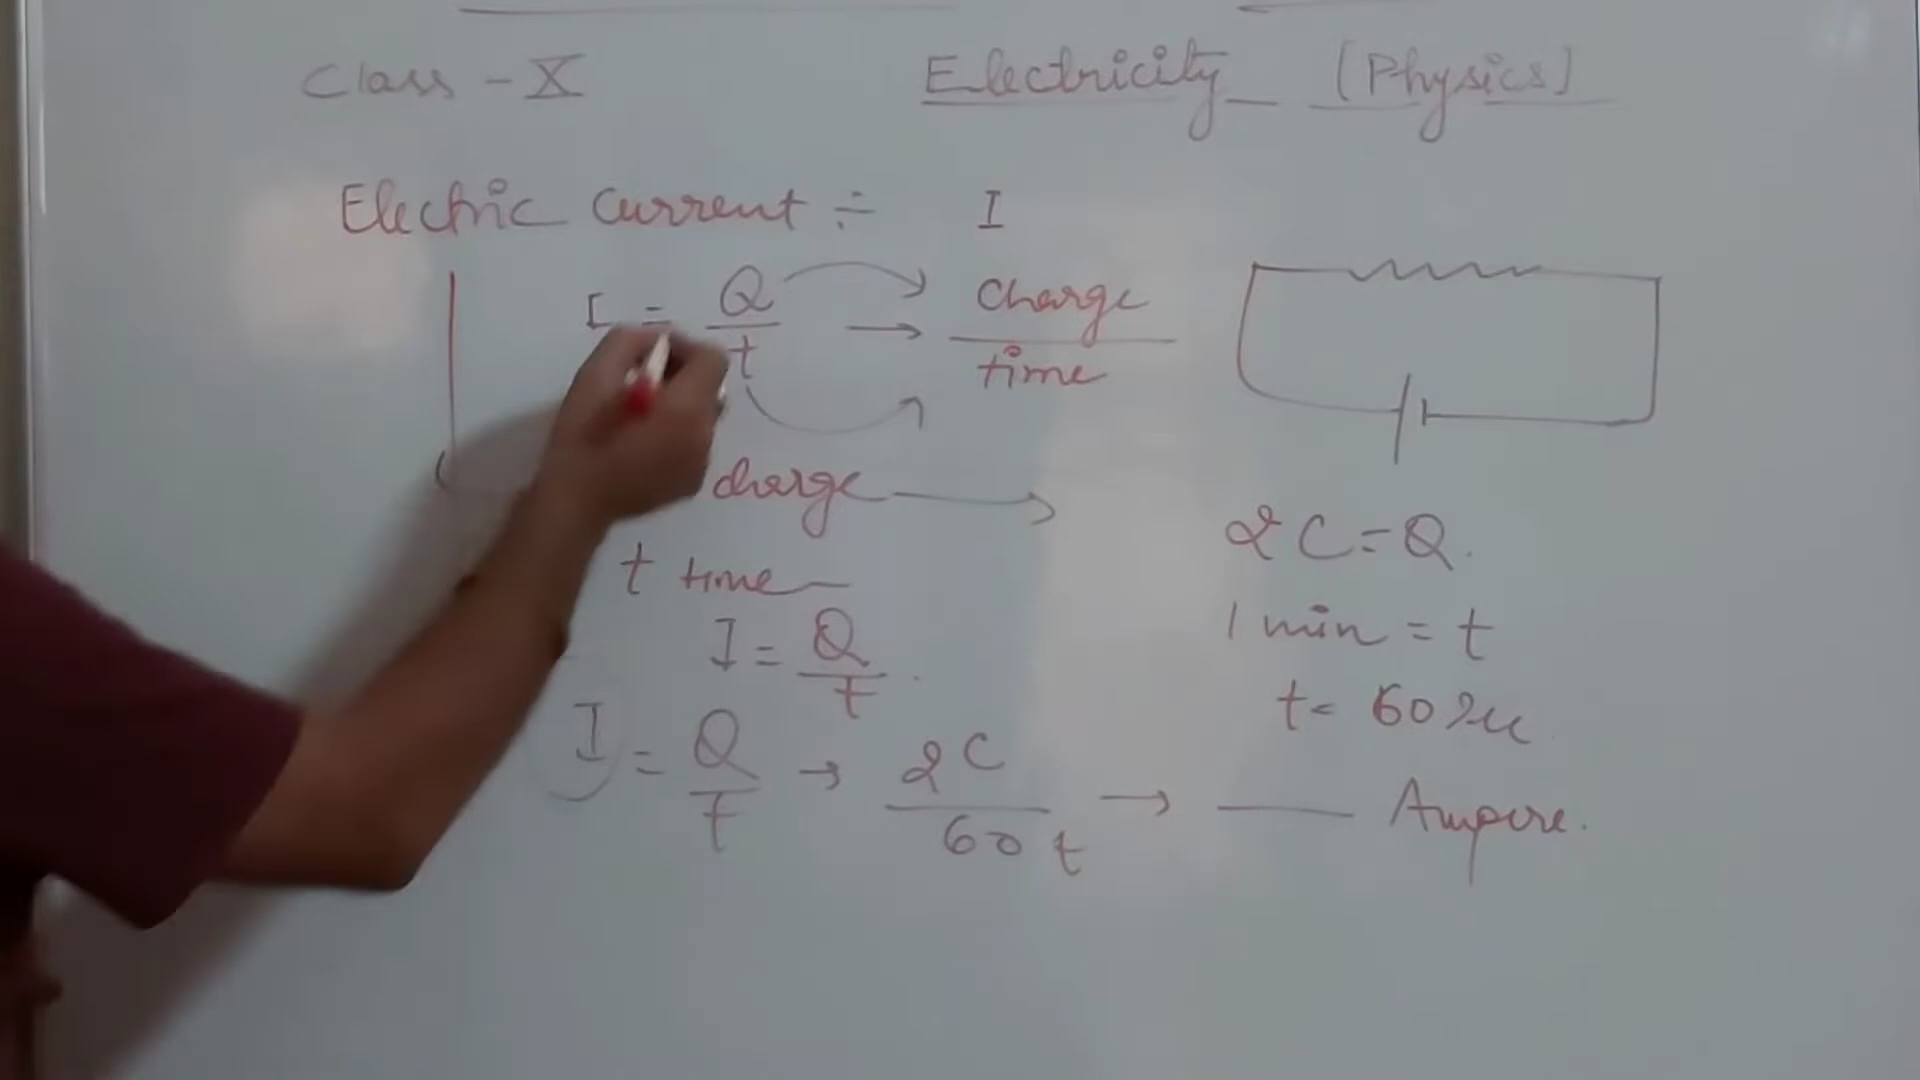 Class - X
Electricity (Physics)
Electric Current ÷ I
I = Q/t → Charge/time
charge →
t time
I = Q/t
I = Q/t → 2C/60t → Ampere.
2C = Q.
1 min = t
t = 60 sec